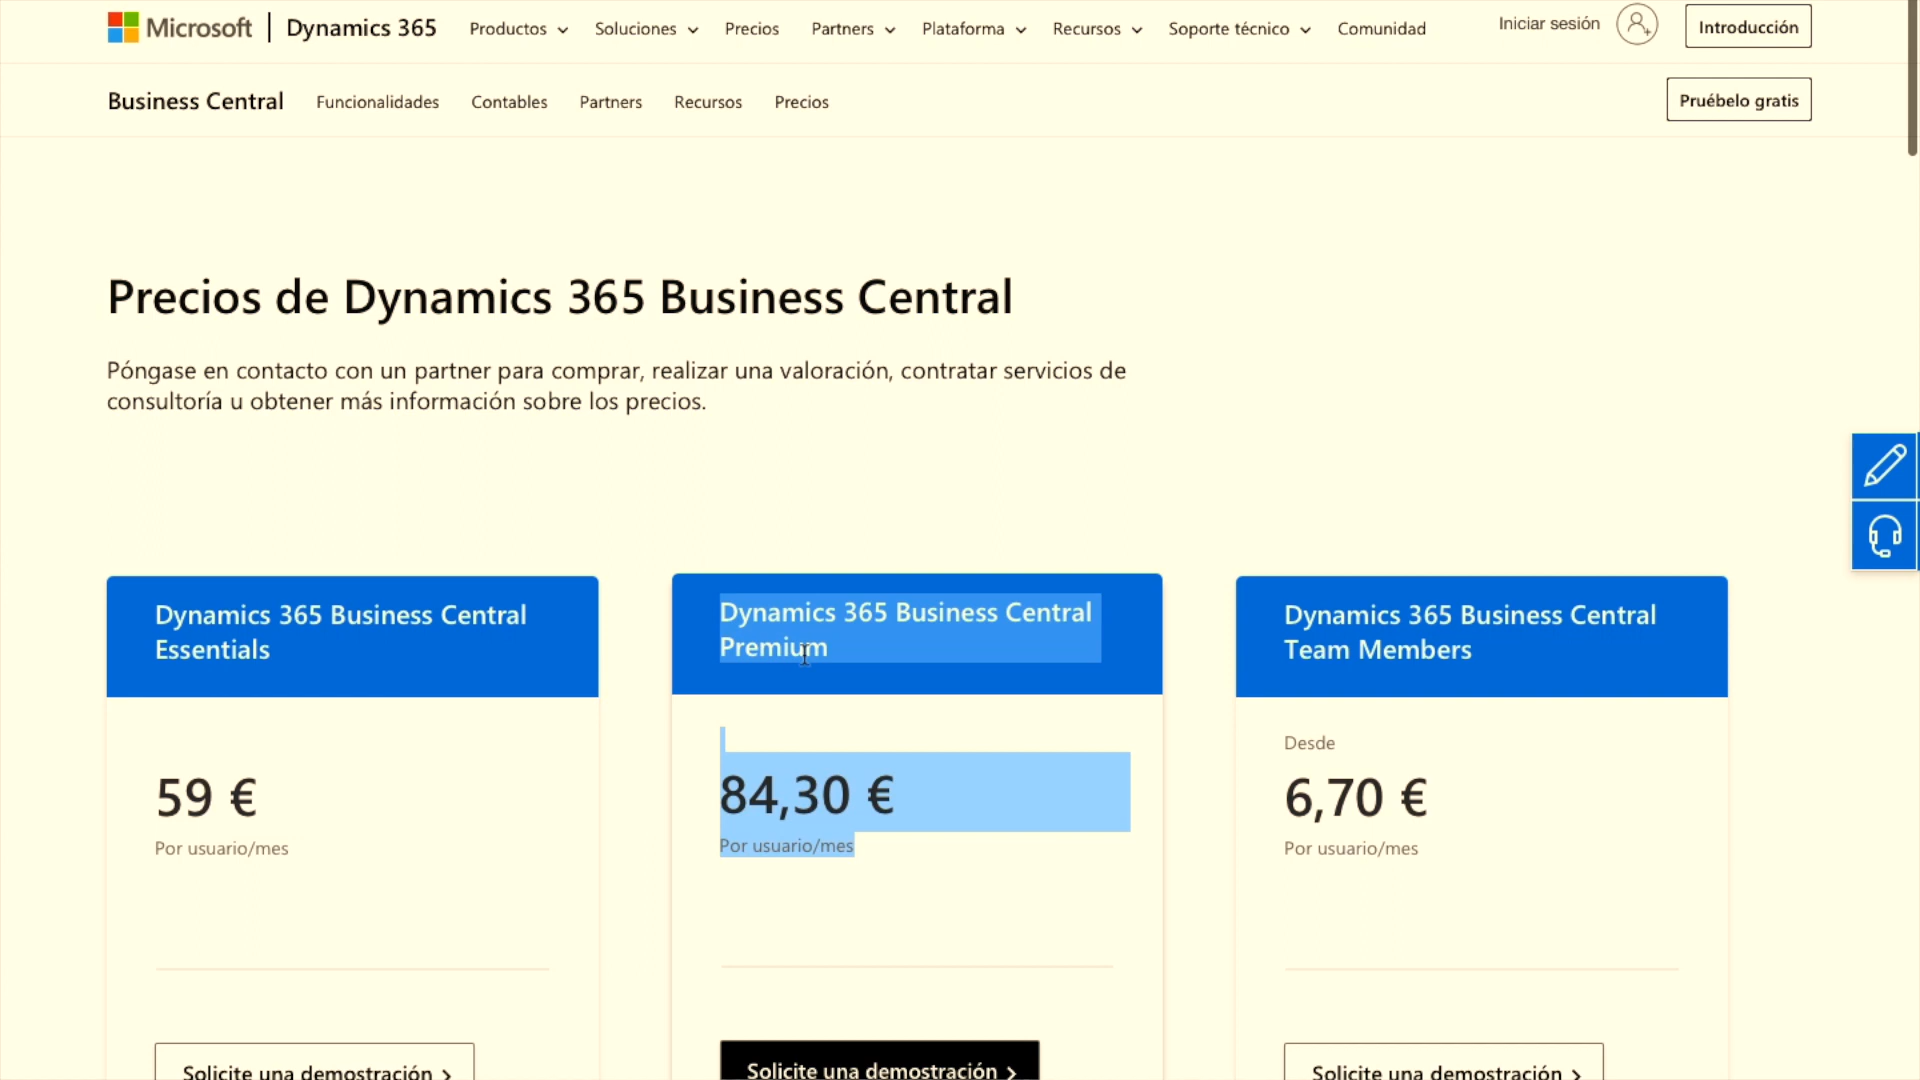 Microsoft | Dynamics 365 Productos Soluciones Precios Partners Plataforma Recursos Soporte técnico Comunidad Iniciar sesión Introducción
Business Central Funcionalidades Contables Partners Recursos Precios Pruébelo gratis
Precios de Dynamics 365 Business Central
Póngase en contacto con un partner para comprar, realizar una valoración, contratar servicios de
consultoría u obtener más información sobre los precios.
Dynamics 365 Business Central
Essentials
59 €
Por usuario/mes
Solicite una demostración
Dynamics 365 Business Central
Premium
84,30 €
Por usuario/mes
Solicite una demostración
Dynamics 365 Business Central
Team Members
Desde
6,70 €
Por usuario/mes
Solicite una demostración